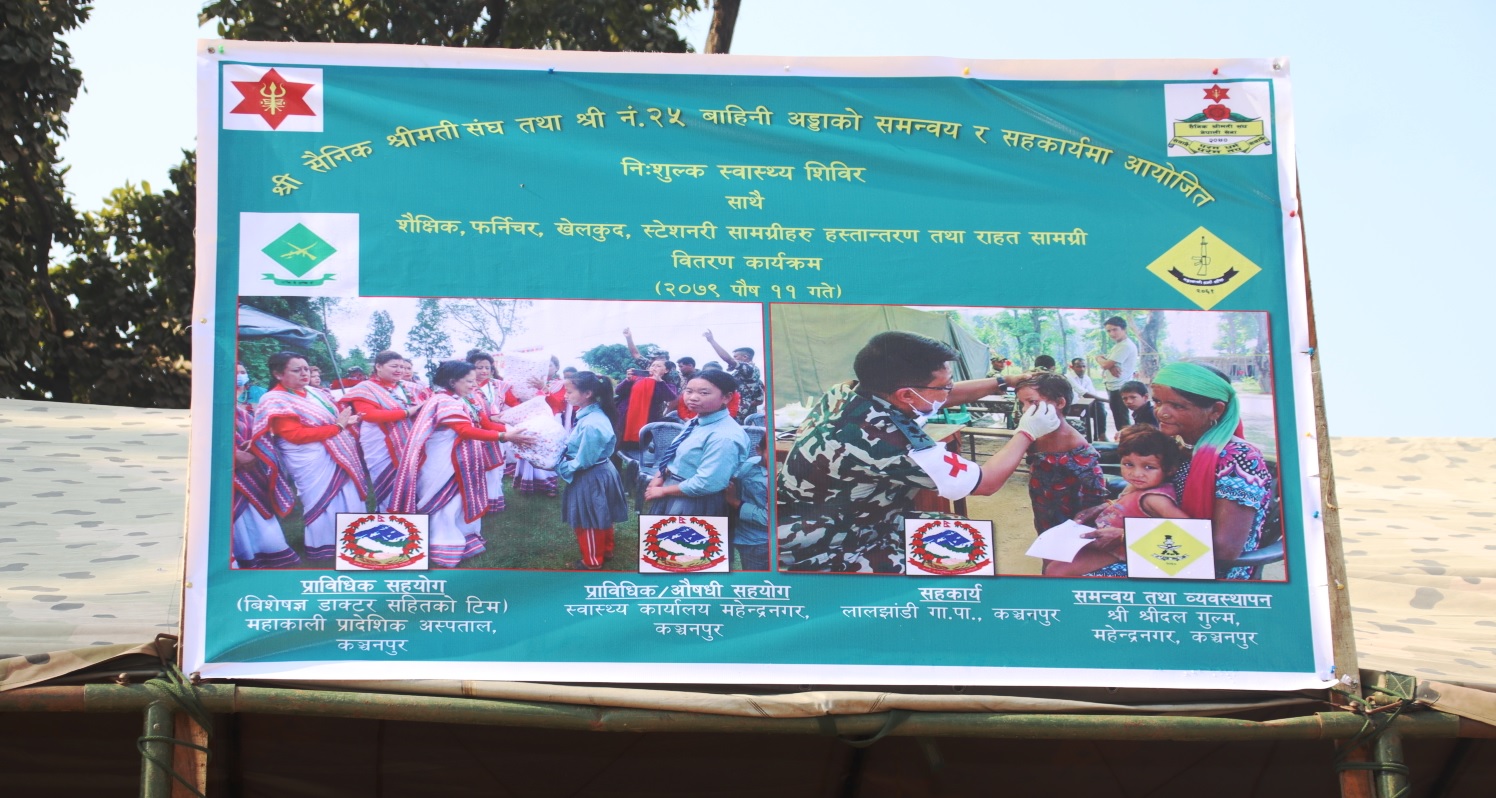 श्री सैनिक श्रीमती संघ तथा श्री नं.२५ बाहिनी अड्डाको समन्वय र सहकार्यमा आयोजित
निःशुल्क स्वास्थ्य शिविर
साथै
शैक्षिक, फर्निचर, खेलकुद, स्टेशनरी सामग्रीहरु हस्तान्तरण तथा राहत सामग्री
वितरण कार्यक्रम
(२०७९ पौष ११ गते)
प्राविधिक सहयोग
(बिशेषज्ञ डाक्टर सहितको टिम)
महाकाली प्रादेशिक अस्पताल,
कञ्चनपुर
प्राविधिक/औषधी सहयोग
स्वास्थ्य कार्यालय महेन्द्रनगर,
कञ्चनपुर
सहकार्य
लालझांडी गा.पा., कञ्चनपुर
समन्वय तथा व्यवस्थापन
श्री श्रीदल गुल्म,
महेन्द्रनगर, कञ्चनपुर